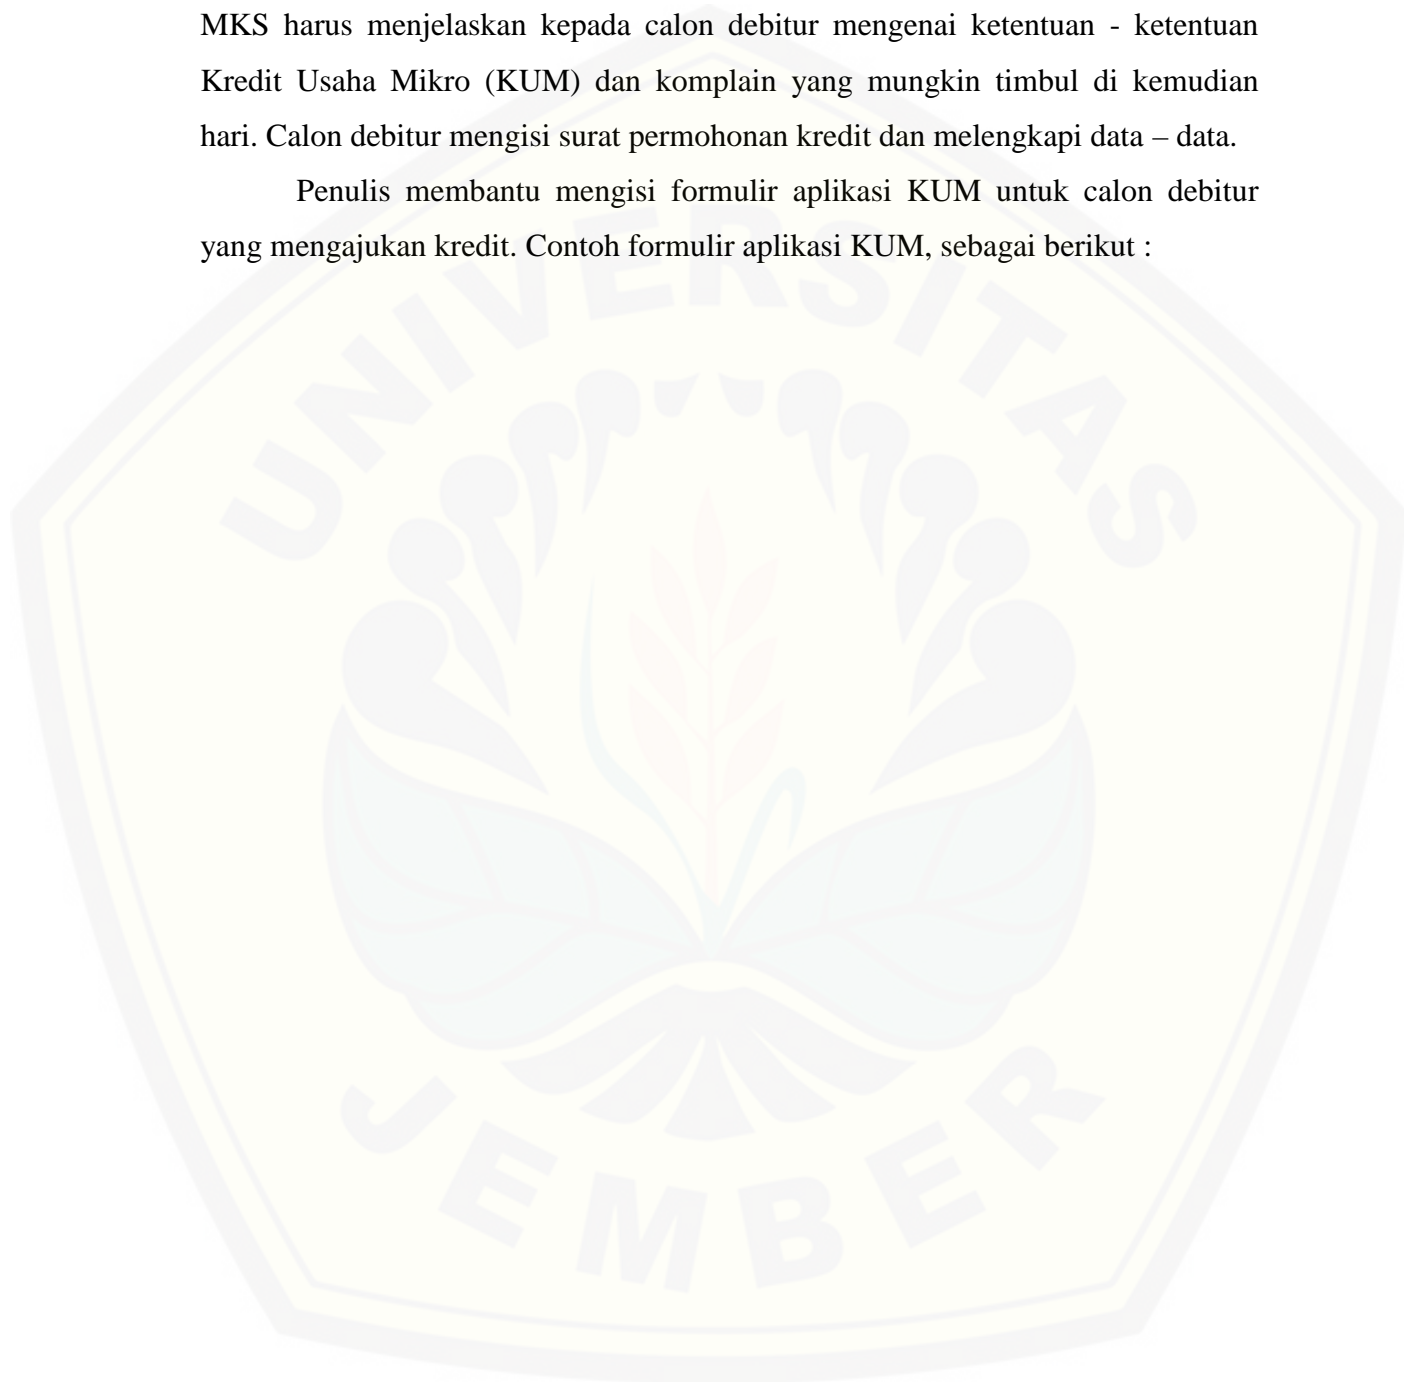 MKS harus menjelaskan kepada calon debitur mengenai ketentuan - ketentuan
Kredit Usaha Mikro (KUM) dan komplain yang mungkin timbul di kemudian
hari. Calon debitur mengisi surat permohonan kredit dan melengkapi data – data.
Penulis membantu mengisi formulir aplikasi KUM untuk calon debitur
yang mengajukan kredit. Contoh formulir aplikasi KUM, sebagai berikut :
UNIVERSITAS
JEMBER